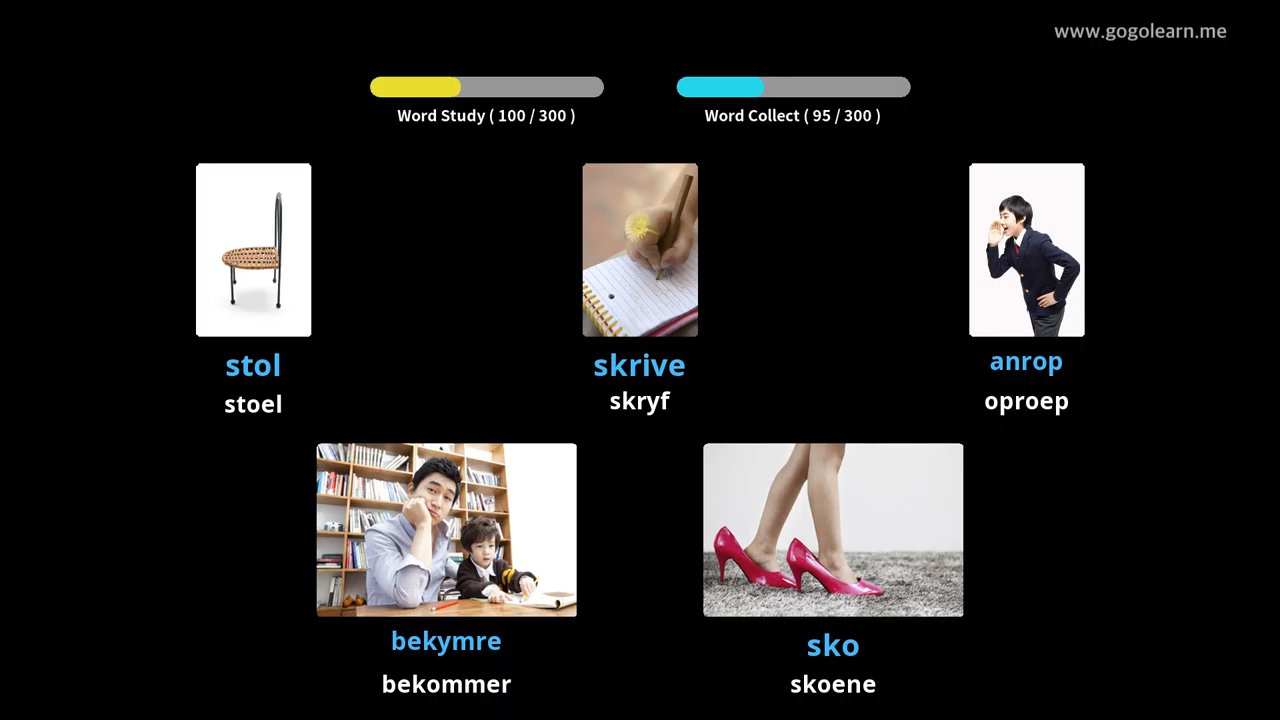 www.gogolearn.me
Word Study ( 100 / 300 )
Word Collect ( 95 / 300 )
stol
stoel
skrive
skryf
anrop
oproep
bekymre
bekommer
sko
skoene